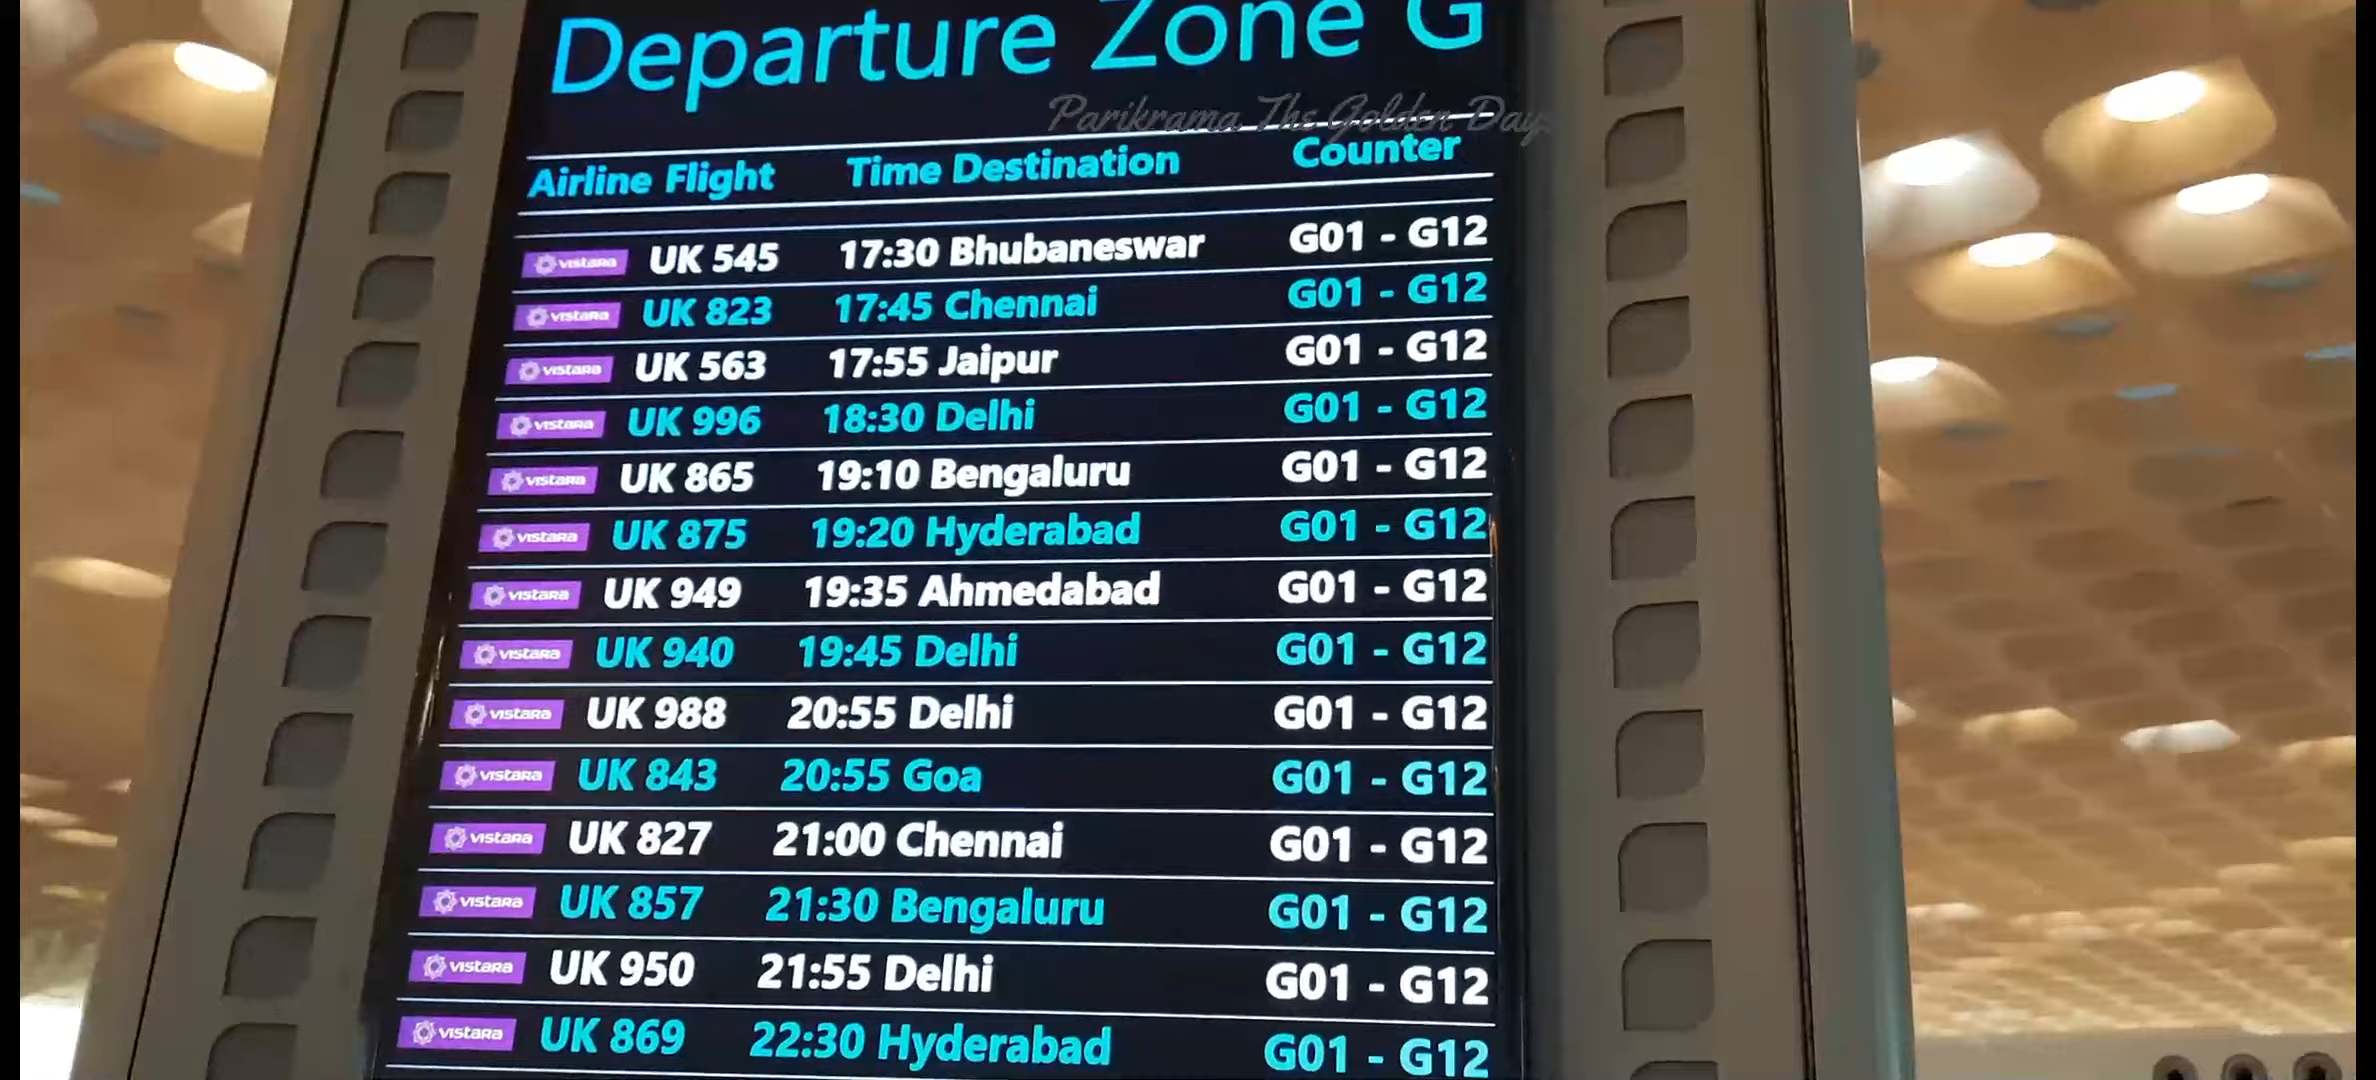 Departure Zone G
Parikrama The Golden Days
Airline Flight Time Destination Counter
vistara UK 545 17:30 Bhubaneswar G01 - G12
vistara UK 823 17:45 Chennai G01 - G12
vistara UK 563 17:55 Jaipur G01 - G12
vistara UK 996 18:30 Delhi G01 - G12
vistara UK 865 19:10 Bengaluru G01 - G12
vistara UK 875 19:20 Hyderabad G01 - G12
vistara UK 949 19:35 Ahmedabad G01 - G12
vistara UK 940 19:45 Delhi G01 - G12
vistara UK 988 20:55 Delhi G01 - G12
vistara UK 843 20:55 Goa G01 - G12
vistara UK 827 21:00 Chennai G01 - G12
vistara UK 857 21:30 Bengaluru G01 - G12
vistara UK 950 21:55 Delhi G01 - G12
vistara UK 869 22:30 Hyderabad G01 - G12